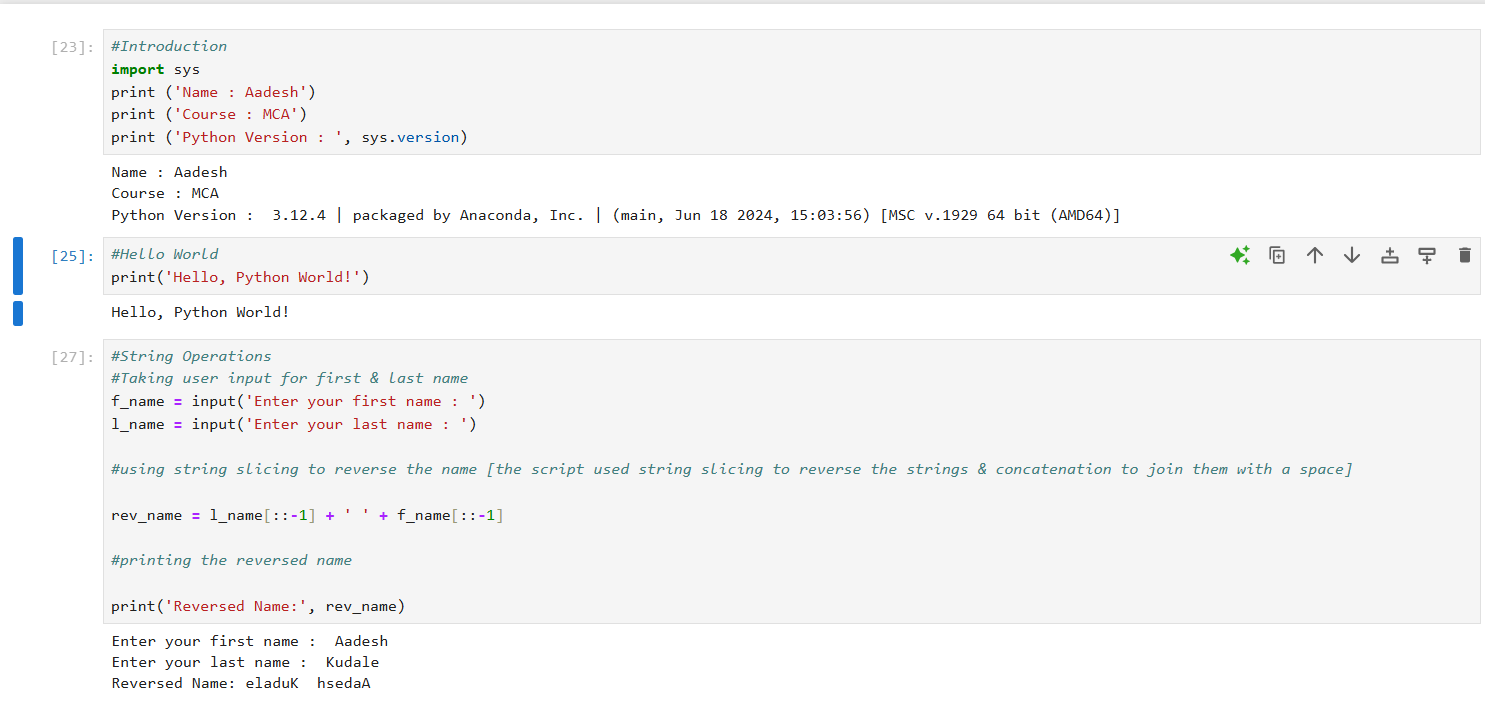 [23]: #Introduction
import sys
print ('Name : Aadesh')
print ('Course : MCA')
print ('Python Version : ', sys.version)
Name : Aadesh
Course : MCA
Python Version :  3.12.4 | packaged by Anaconda, Inc. | (main, Jun 18 2024, 15:03:56) [MSC v.1929 64 bit (AMD64)]
[25]: #Hello World
print('Hello, Python World!')
Hello, Python World!
[27]: #String Operations
#Taking user input for first & last name
f_name = input('Enter your first name : ')
l_name = input('Enter your last name : ')
#using string slicing to reverse the name [the script used string slicing to reverse the strings & concatenation to join them with a space]
rev_name = l_name[::-1] + ' ' + f_name[::-1]
#printing the reversed name
print('Reversed Name:', rev_name)
Enter your first name :  Aadesh
Enter your last name :  Kudale
Reversed Name: eladuK  hsedaA